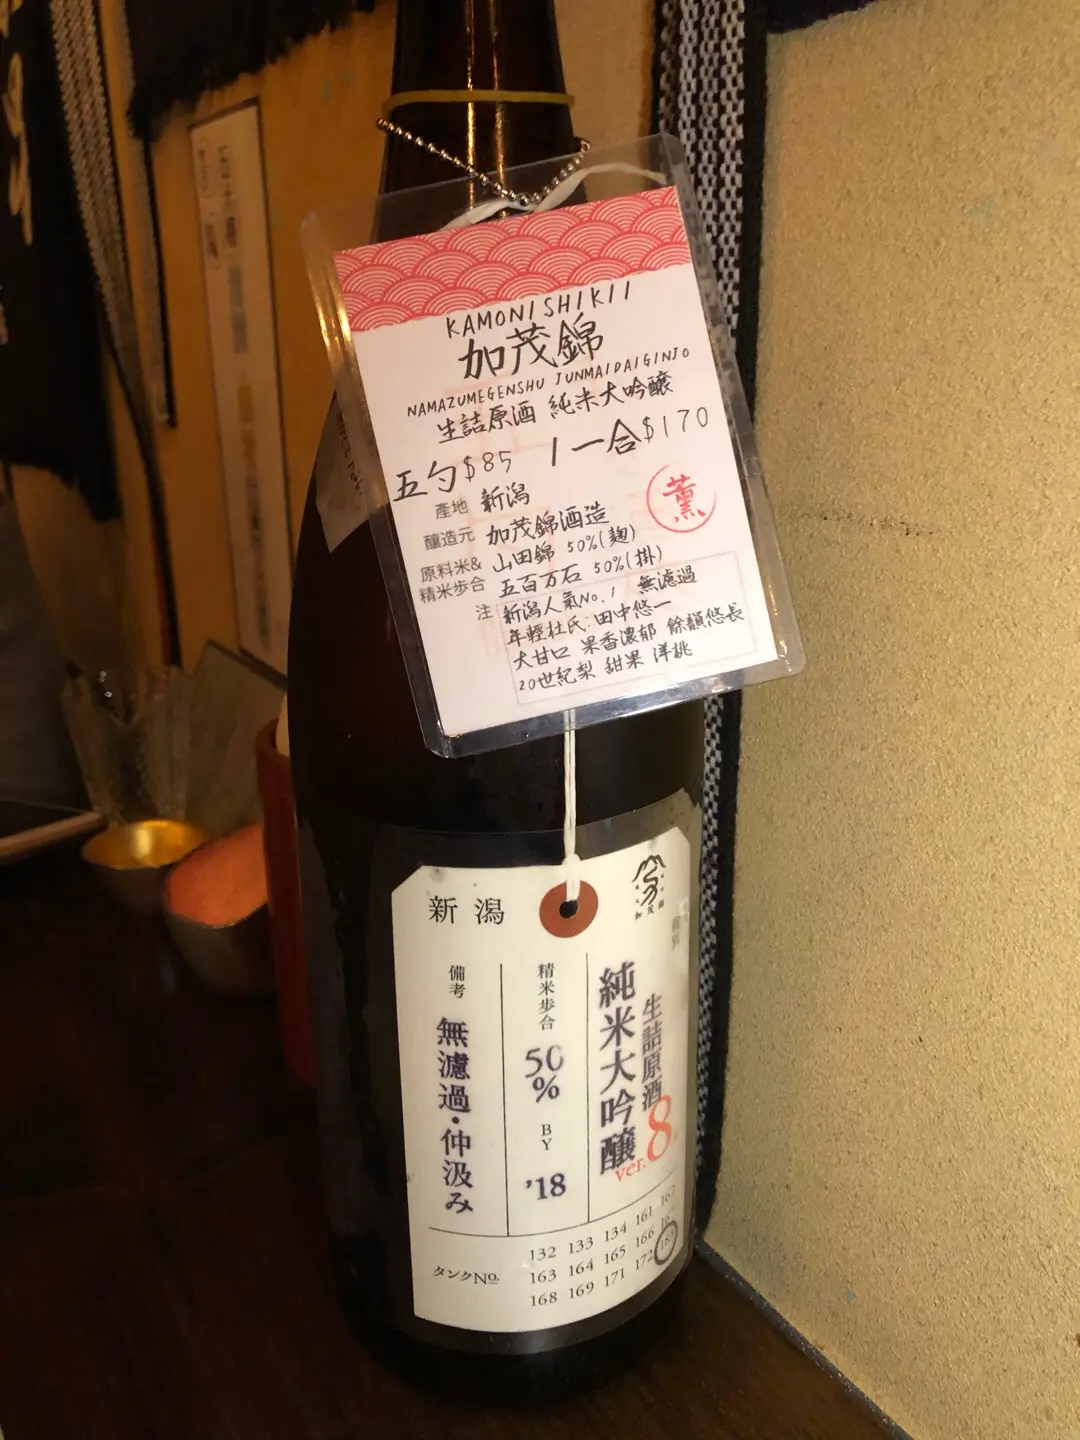 KAMONISHIKII
加茂錦
NAMAZUMEGENSHU JUNMAIDAIGINJO
生詰原酒 純米大吟醸
五勺$85 / 一合$170
產地 新潟
薫
釀造元 加茂錦酒造
原料米& 山田錦 50%(麹)
精米歩合 五百万石 50%(掛)
注 新潟人氣No.1 無濾過
年輕杜氏:田中悠一
大甘口 果香濃郁 餘韻悠長
20世紀梨 甜果 洋桃
新潟
加茂錦
生詰原酒
純米大吟醸
ver.8
精米歩合
50%
BY
'18
備考
無濾過・仲汲み
タンクNo.
132 133 134 161 162
163 164 165 166
168 169 171 172